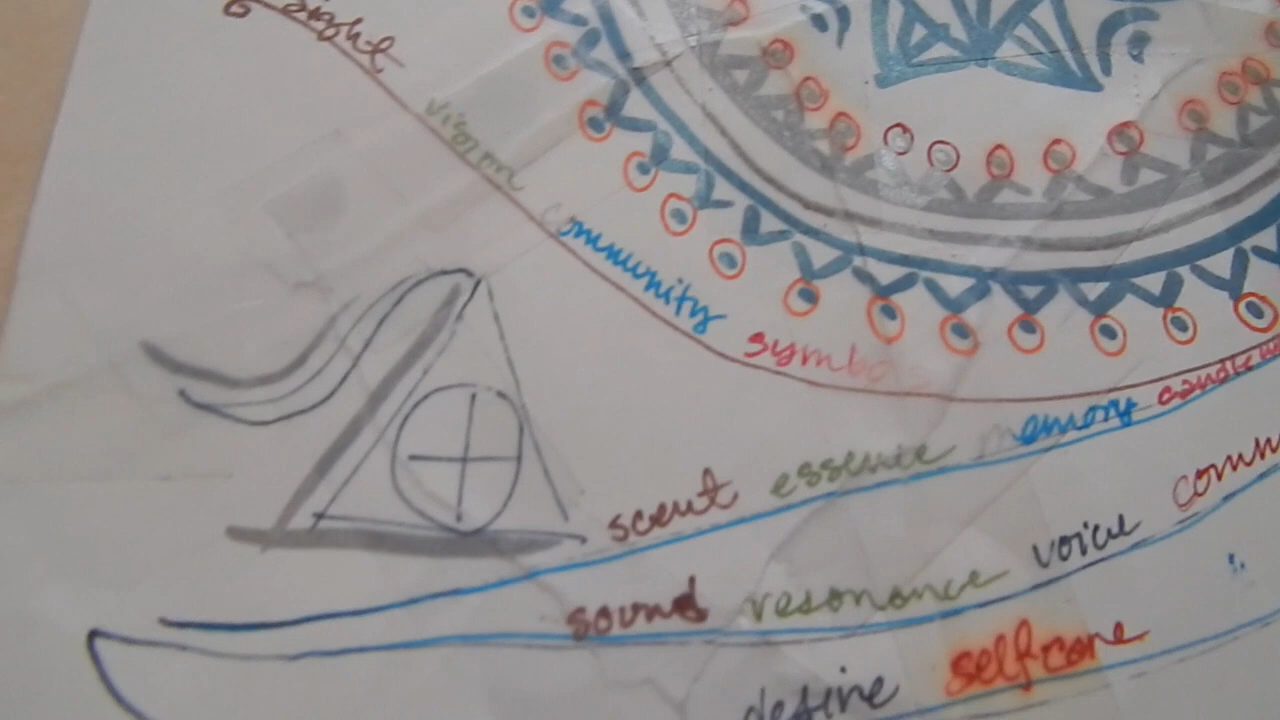 sight vision community symbols
scent essence memory
sound resonance voice
define selfcare